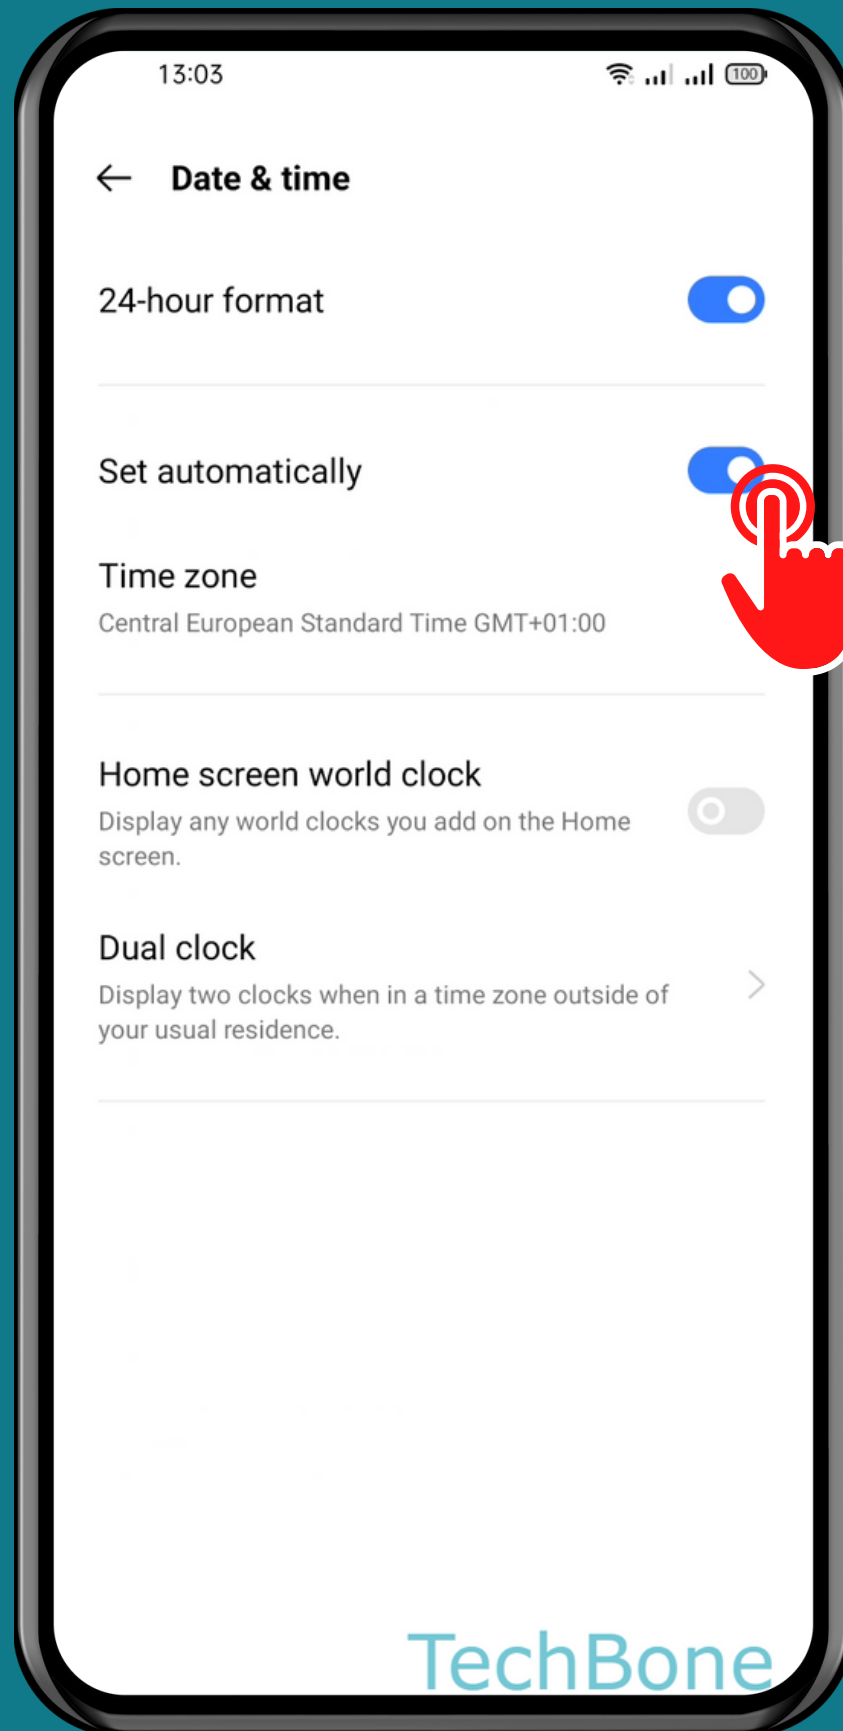 13:03
100
Date & time
24-hour format
Set automatically
Time zone
Central European Standard Time GMT+01:00
Home screen world clock
Display any world clocks you add on the Home
screen.
Dual clock
Display two clocks when in a time zone outside of
your usual residence.
TechBone